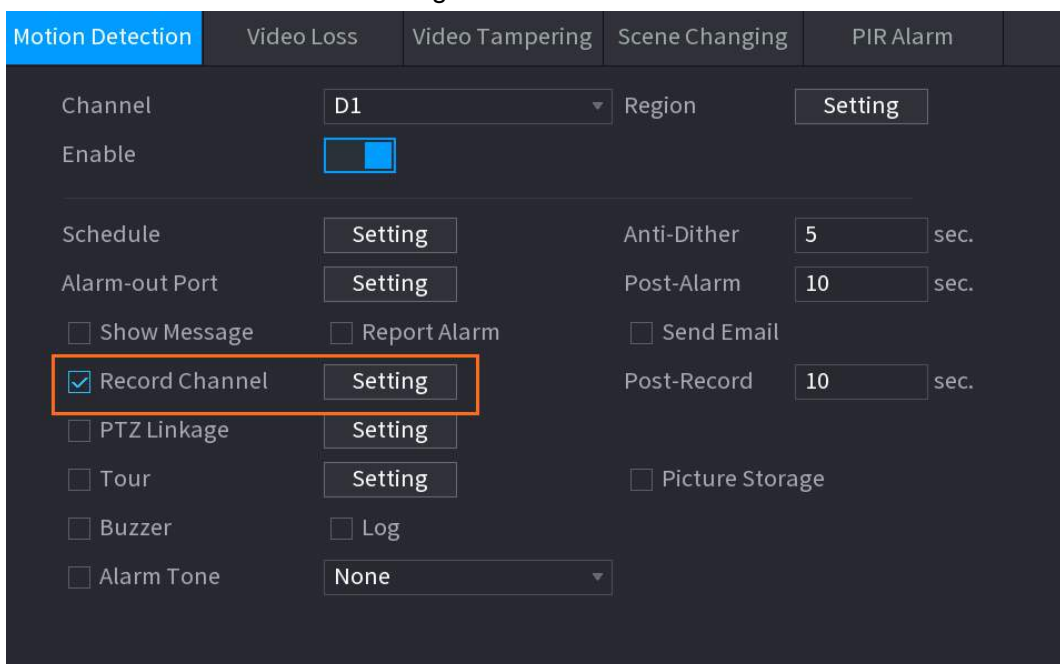 Motion Detection Video Loss Video Tampering Scene Changing PIR Alarm
Channel D1 Region Setting
Enable
Schedule Setting Anti-Dither 5 sec.
Alarm-out Port Setting Post-Alarm 10 sec.
Show Message Report Alarm Send Email
Record Channel Setting Post-Record 10 sec.
PTZ Linkage Setting
Tour Setting Picture Storage
Buzzer Log
Alarm Tone None